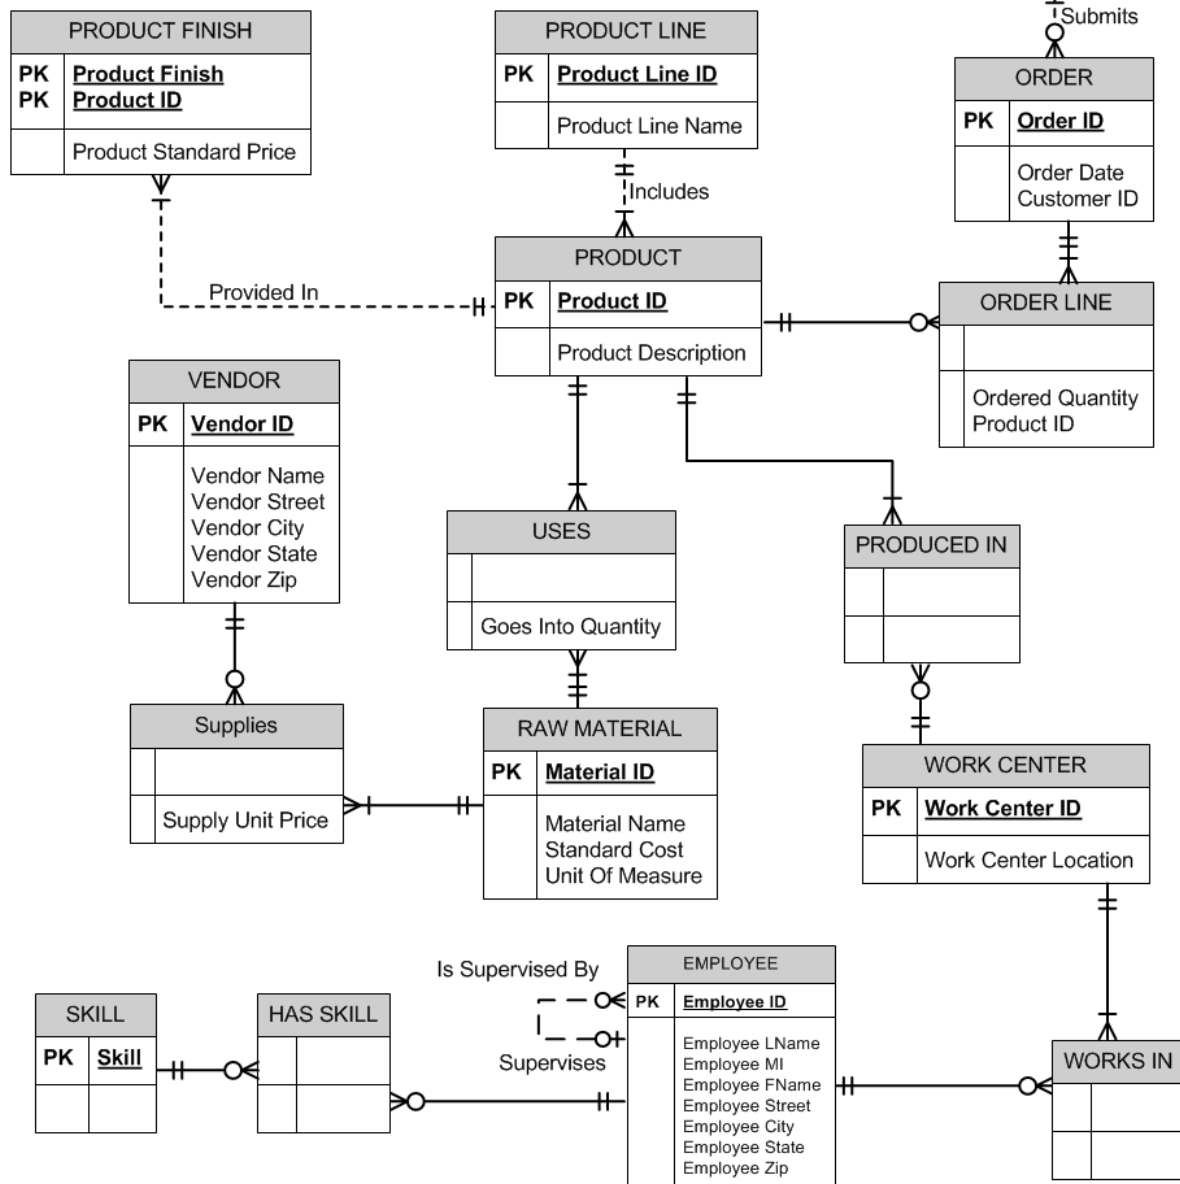 PRODUCT FINISH
PK Product Finish
PK Product ID
Product Standard Price
PRODUCT LINE
PK Product Line ID
Product Line Name
Submits
ORDER
PK Order ID
Order Date
Customer ID
Includes
Provided In
PRODUCT
PK Product ID
Product Description
ORDER LINE
Ordered Quantity
Product ID
VENDOR
PK Vendor ID
Vendor Name
Vendor Street
Vendor City
Vendor State
Vendor Zip
USES
Goes Into Quantity
PRODUCED IN
Supplies
Supply Unit Price
RAW MATERIAL
PK Material ID
Material Name
Standard Cost
Unit Of Measure
WORK CENTER
PK Work Center ID
Work Center Location
SKILL
PK Skill
HAS SKILL
Is Supervised By
Supervises
EMPLOYEE
PK Employee ID
Employee LName
Employee MI
Employee FName
Employee Street
Employee City
Employee State
Employee Zip
WORKS IN